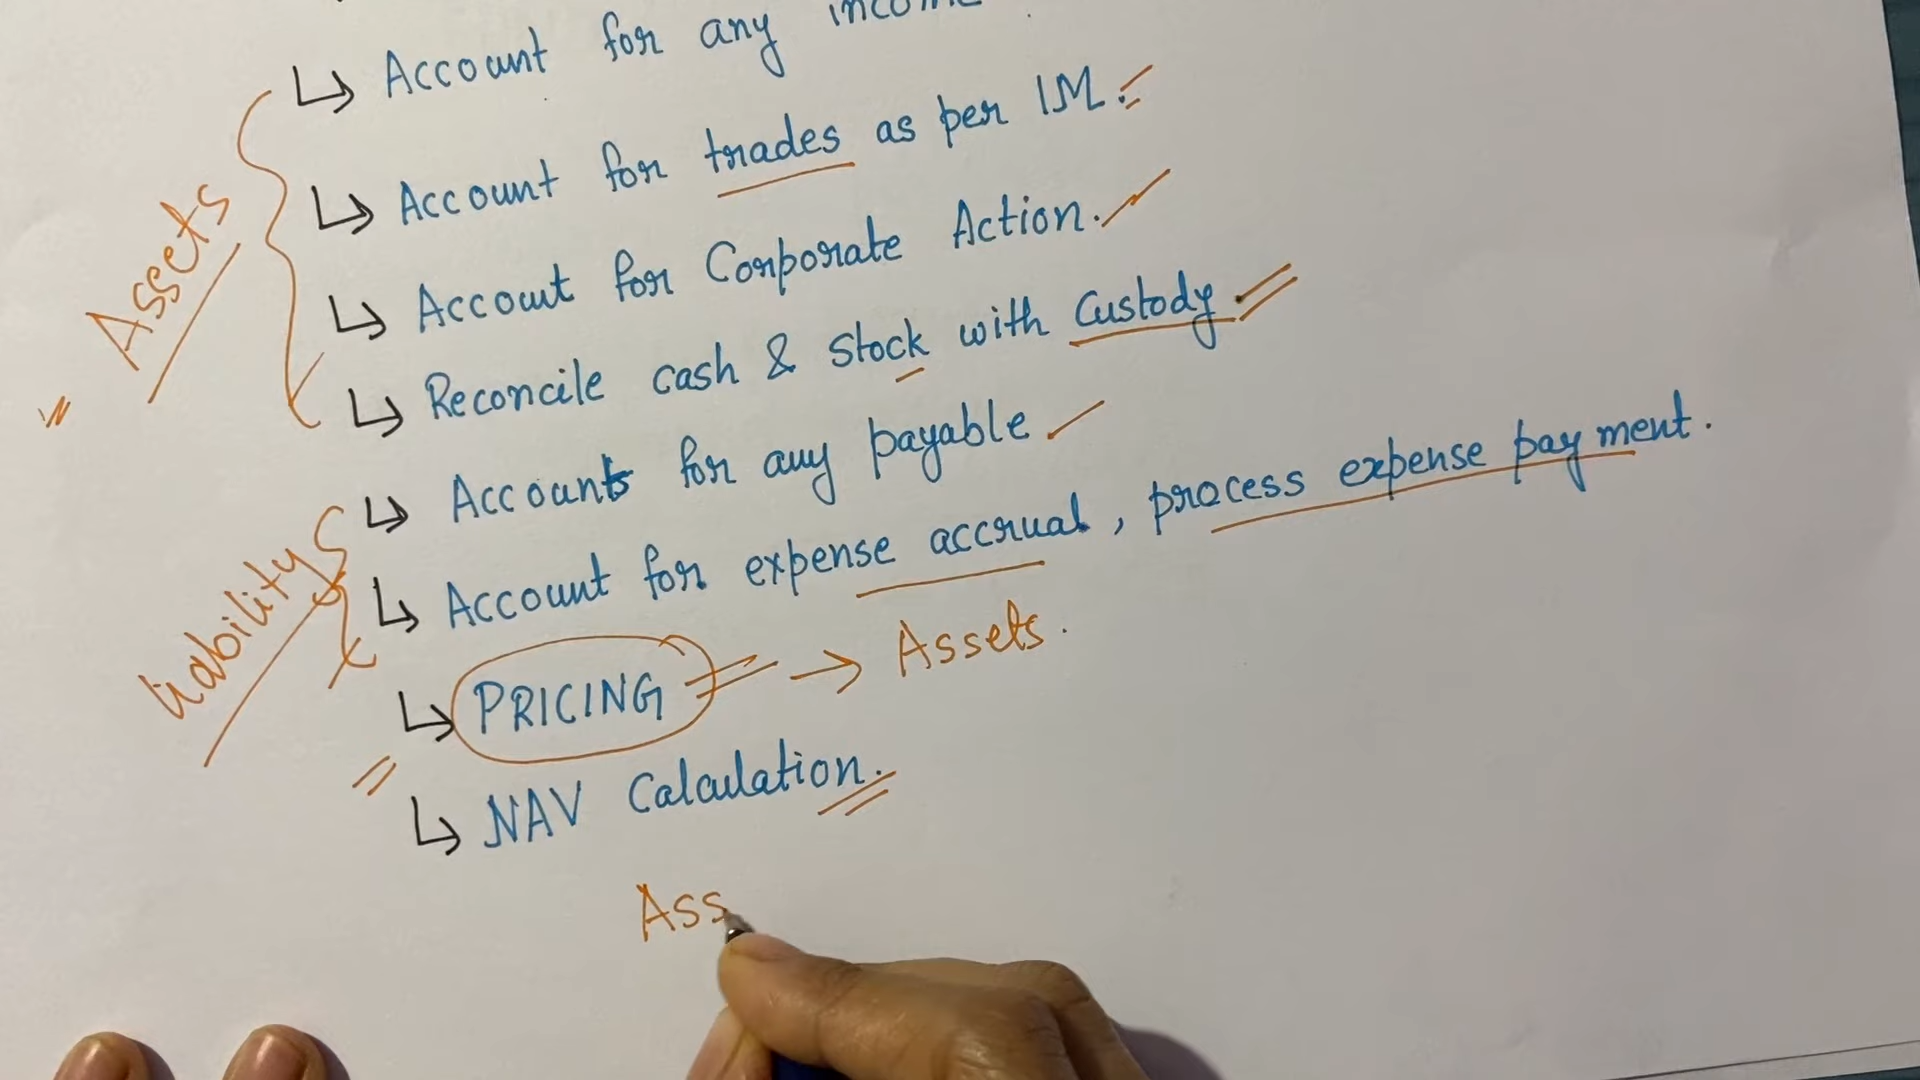 Account for any income
Account for trades as per IM.
Account for Corporate Action.
Assets
Reconcile cash & stock with Custody
Accounts for any payable
Account for expense accrual, process expense payment.
Liability
PRICING → Assets.
NAV Calculation.
Ass